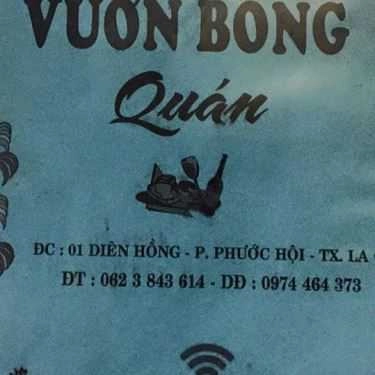 VƯỜN BONG
Quán
ĐC : 01 DIÊN HỒNG - P. PHƯỚC HỘI - TX. LA
ĐT : 062 3 843 614 - DĐ : 0974 464 373